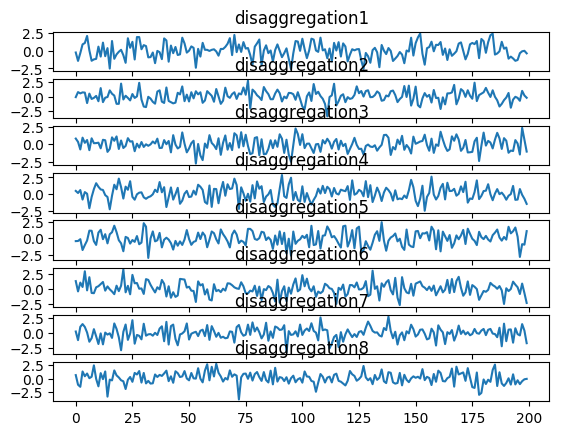 disaggregation1
2.5
0.0
−2.5
disaggregation2
2.5
0.0
−2.5
disaggregation3
2.5
0.0
−2.5
disaggregation4
2.5
0.0
−2.5
disaggregation5
2.5
0.0
−2.5
disaggregation6
2.5
0.0
−2.5
disaggregation7
2.5
0.0
−2.5
disaggregation8
2.5
0.0
−2.5
0 25 50 75 100 125 150 175 200